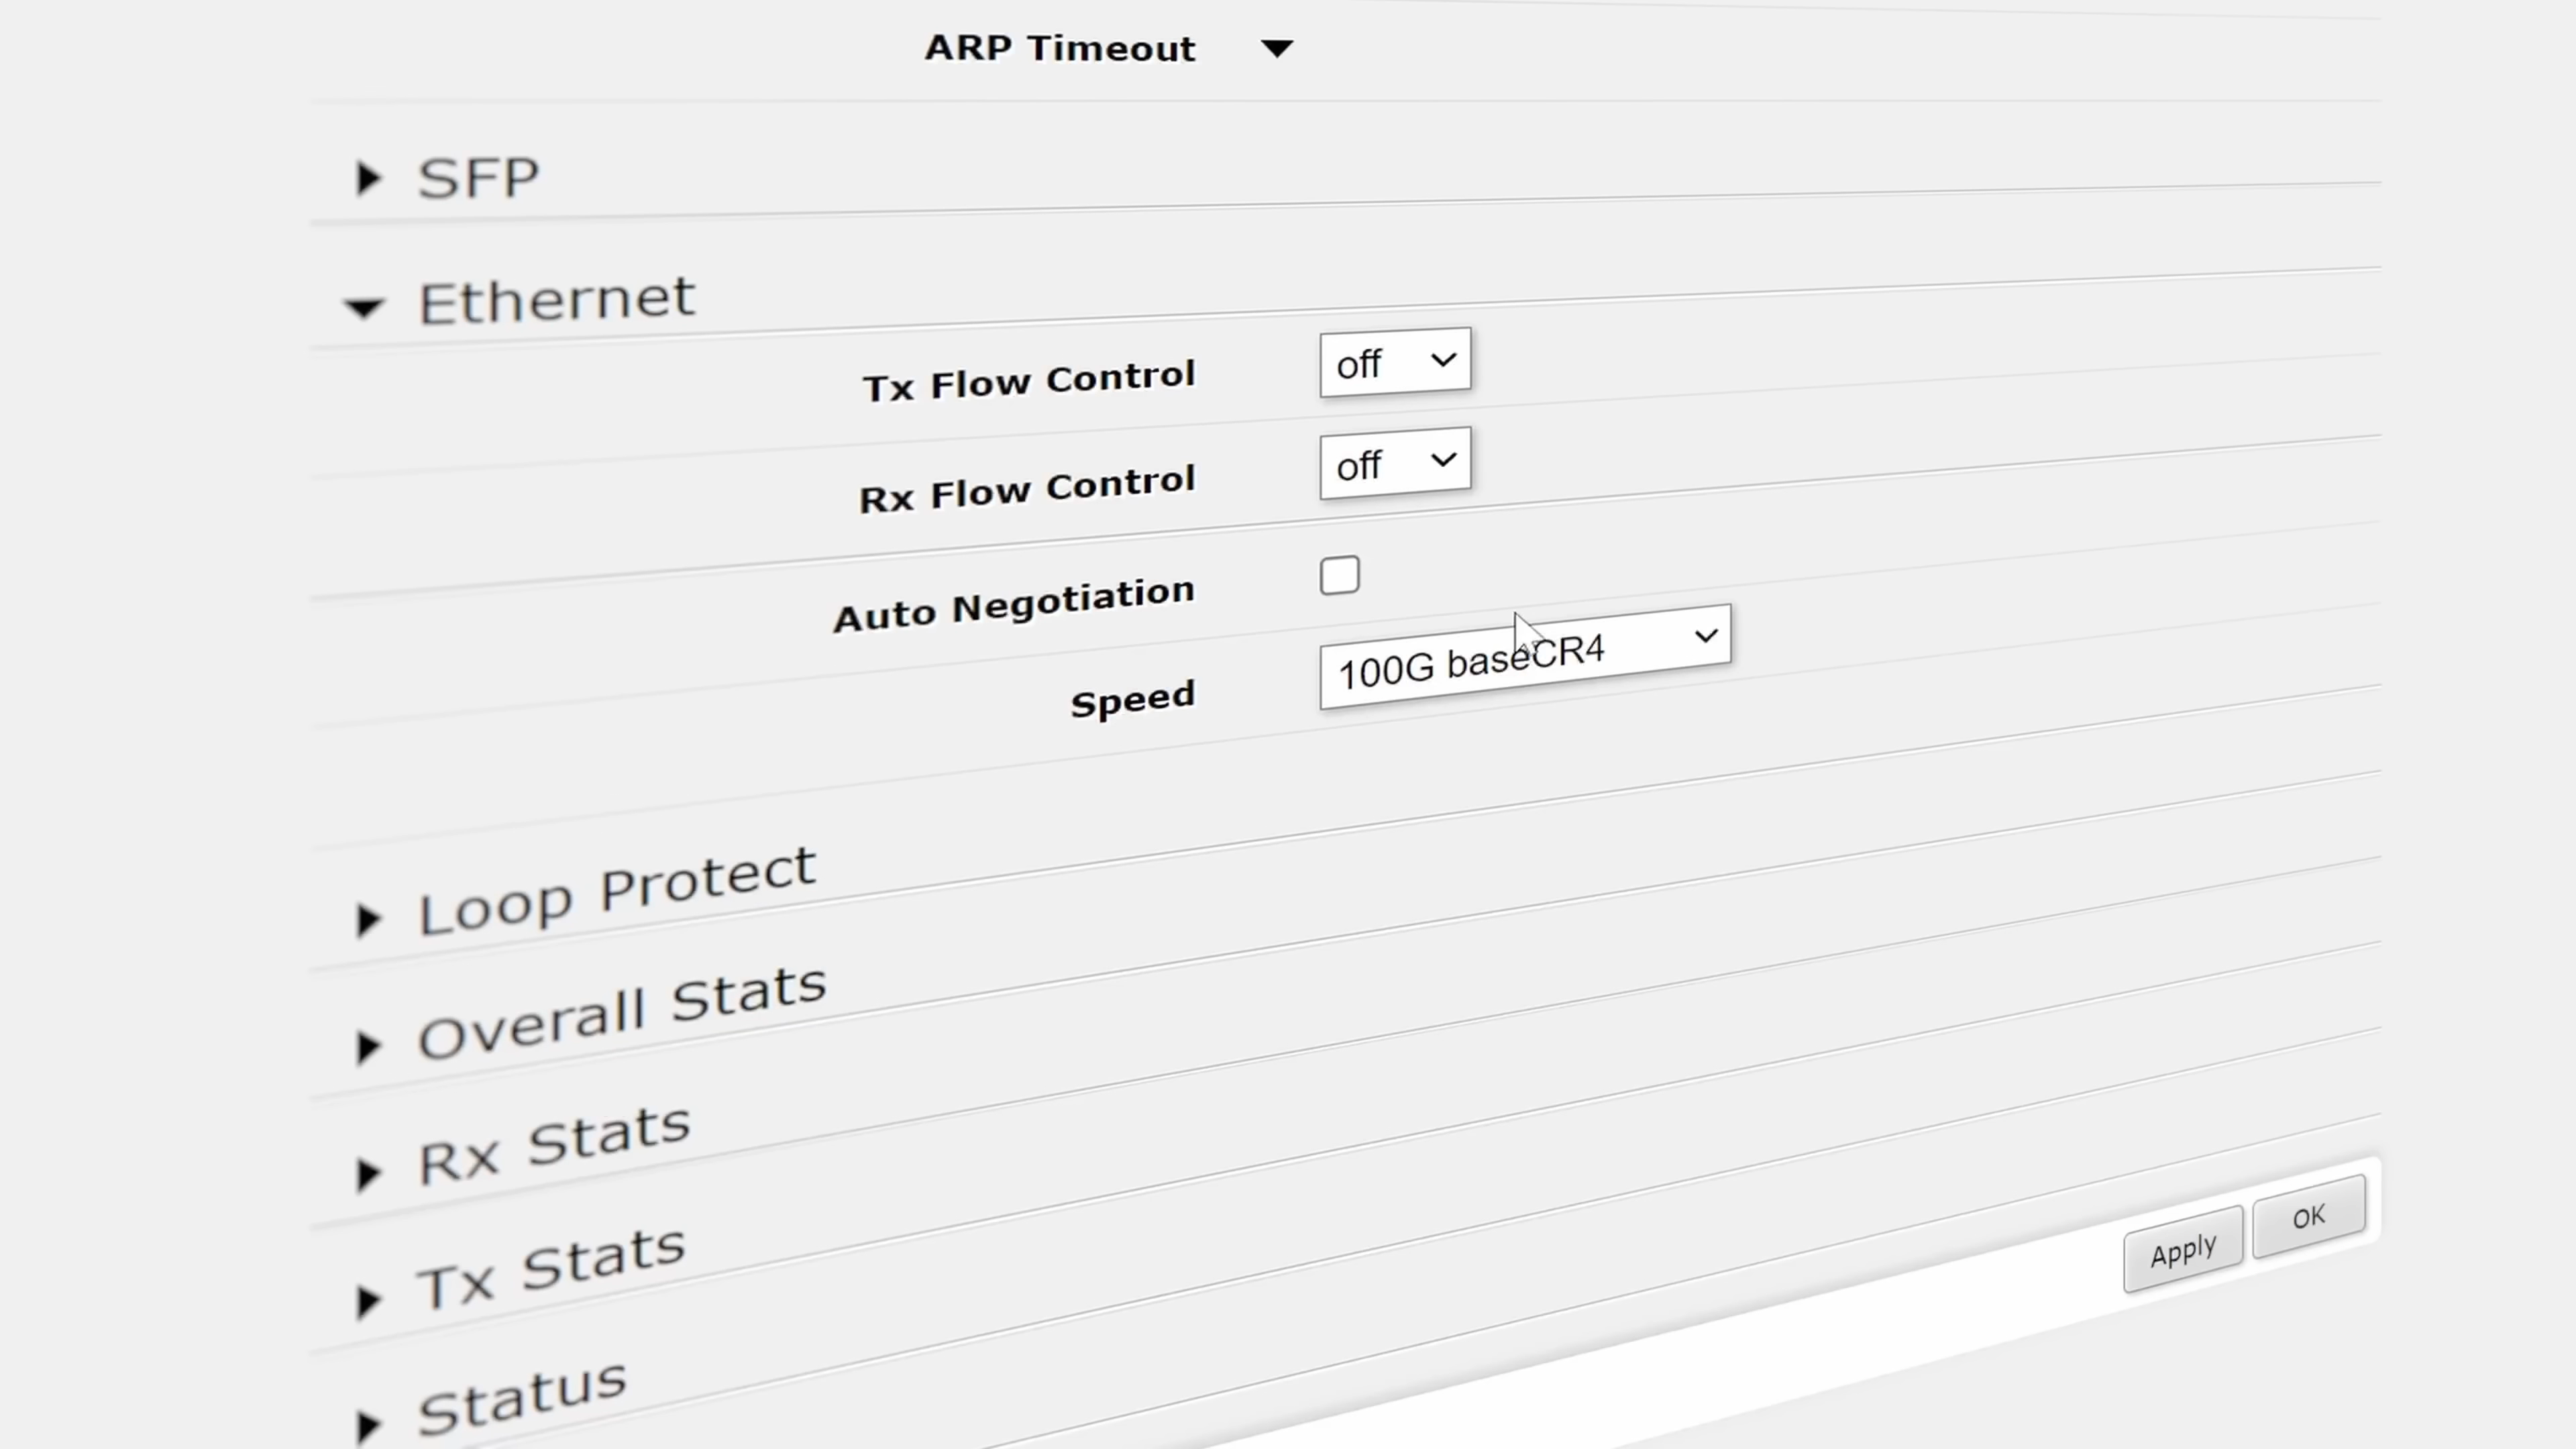 ARP Timeout
SFP
Ethernet
Tx Flow Control off
Rx Flow Control off
Auto Negotiation
Speed 100G baseCR4
Loop Protect
Overall Stats
Rx Stats
Tx Stats
Status
Apply OK